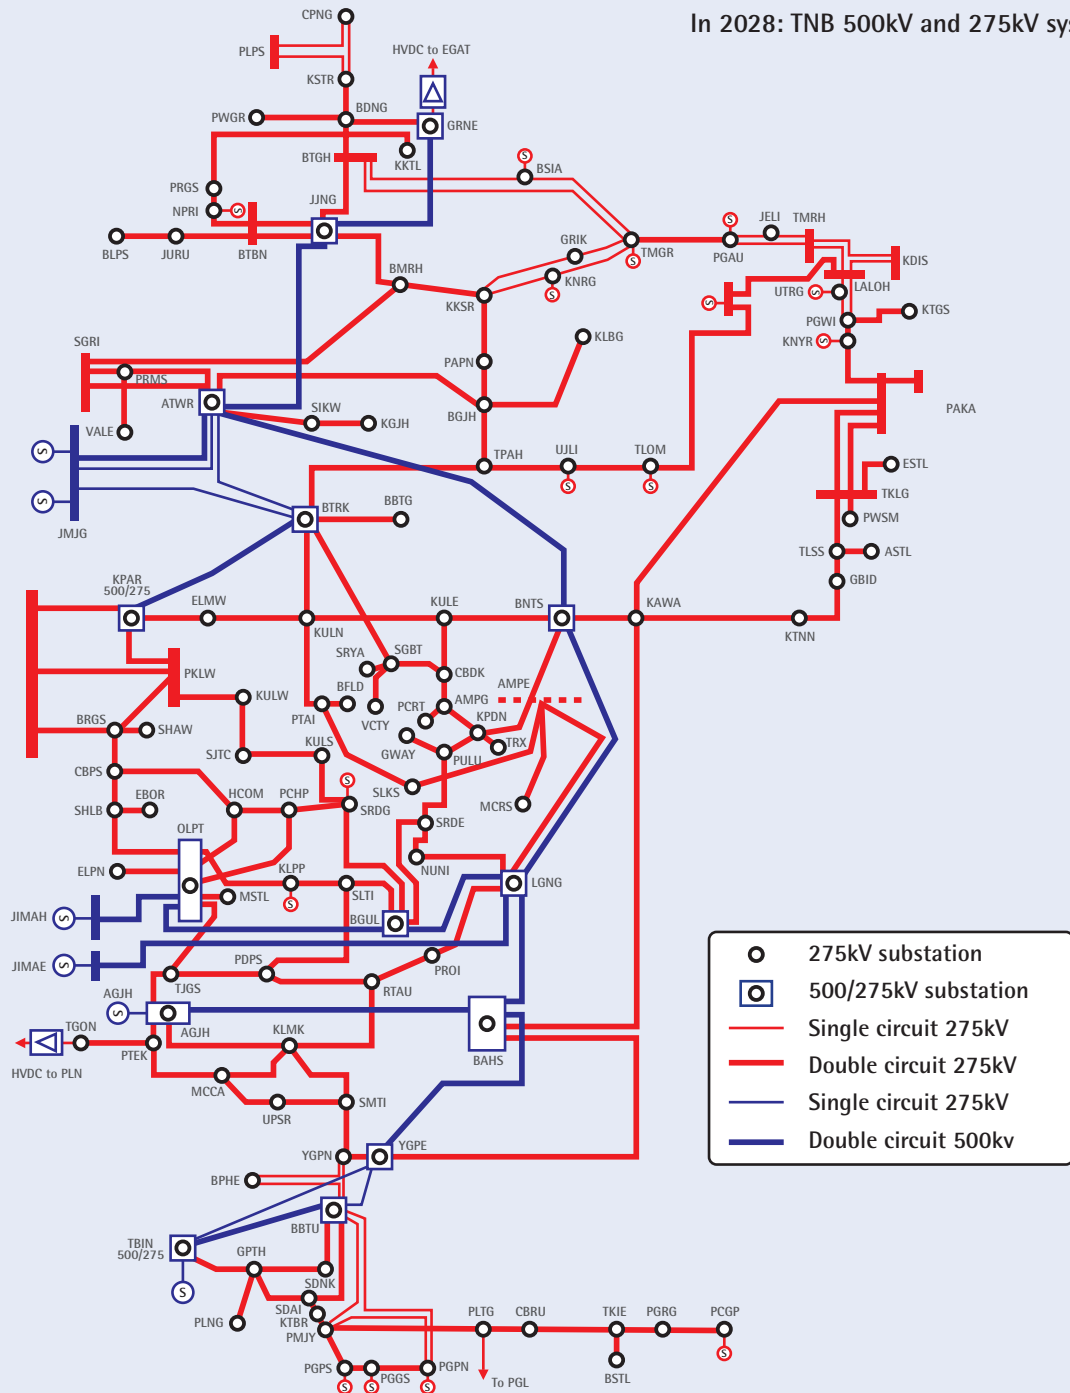 In 2028: TNB 500kV and 275kV sys
CPNG
PLPS
HVDC to EGAT
KSTR
BDNG
PWGR
GRNE
BTGH
KKTL
S
BSIA
PRGS
NPRI
S
JJNG
BLPS
JURU
BTBN
GRIK
TMGR
S
S
PGAU
JELI
TMRH
KDIS
BMRH
KNRG
S
KKSR
S
UTRG
S
LALOH
PGWI
KTGS
KNYR
S
SGRI
PRMS
KLBG
PAPN
ATWR
SIKW
KGJH
BGJH
PAKA
VALE
S
S
JMJG
TPAH
UJLI
S
TLOM
S
ESTL
TKLG
PWSM
BTRK
BBTG
TLSS
ASTL
GBID
KPAR
500/275
ELMW
KULN
KULE
BNTS
KAWA
KTNN
PKLW
SRYA
SGBT
CBDK
BFLD
VCTY
PCRT
AMPG
AMPE
KPDN
KULW
PTAI
GWAY
PULU
TRX
BRGS
SHAW
SJTC
KULS
SLKS
CBPS
S
MCRS
SHLB
EBOR
HCOM
PCHP
SRDG
SRDE
OLPT
NUNI
ELPN
KLPP
S
SLTI
LGNG
MSTL
BGUL
JIMAH
S
JIMAE
S
PDPS
PROI
TJGS
RTAU
AGJH
S
AGJH
KLMK
BAHS
TGON
PTEK
HVDC to PLN
MCCA
UPSR
SMTI
YGPN
YGPE
BPHE
BBTU
TBIN
500/275
S
GPTH
SDNK
PLNG
SDAI
KTBR
PMJY
PLTG
CBRU
TKIE
PGRG
PCGP
S
To PGL
BSTL
PGPS
S
PGGS
S
PGPN
S
275kV substation
500/275kV substation
Single circuit 275kV
Double circuit 275kV
Single circuit 275kV
Double circuit 500kv